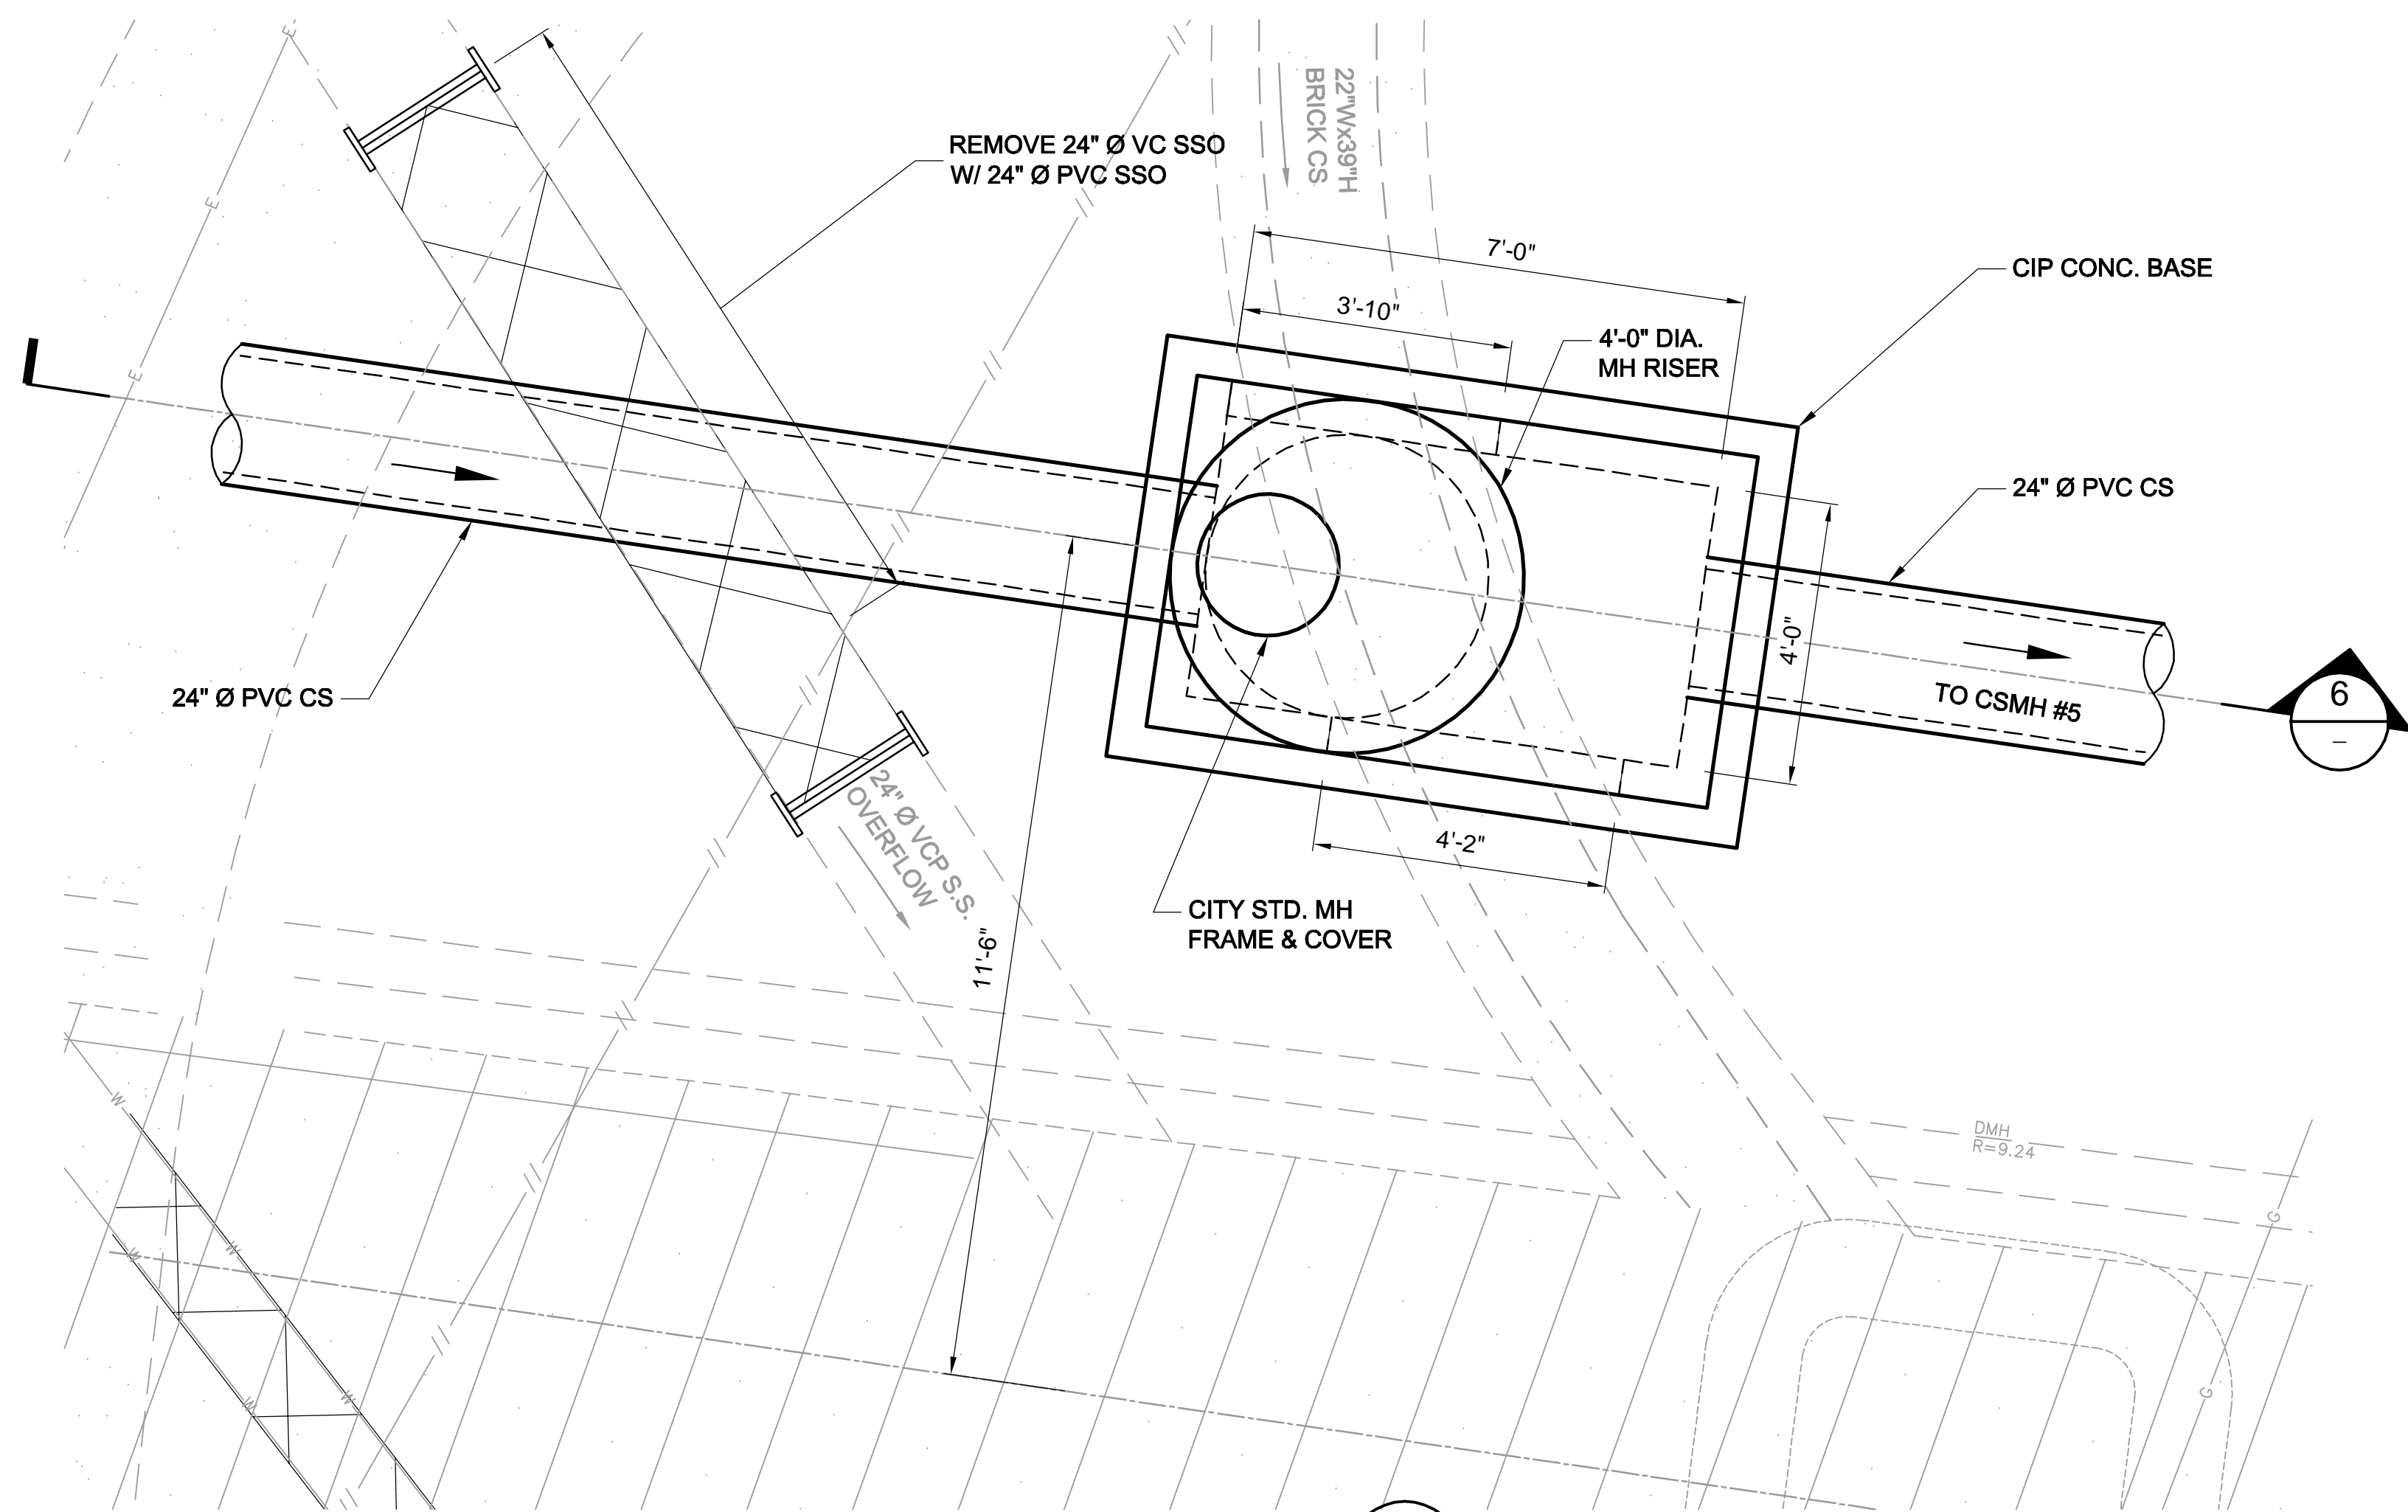 22"Wx39"H
BRICK CS
REMOVE 24" Ø VC SSO
W/ 24" Ø PVC SSO
7'-0"
CIP CONC. BASE
3'-10"
4'-0" DIA.
MH RISER
24" Ø PVC CS
4'-0"
24" Ø PVC CS
TO CSMH #5
6
–
24" Ø VCP S.S.
OVERFLOW
4'-2"
CITY STD. MH
FRAME & COVER
11'-6"
DMH
R=9.24
E
E
E
W
W
W
W
W
G
G